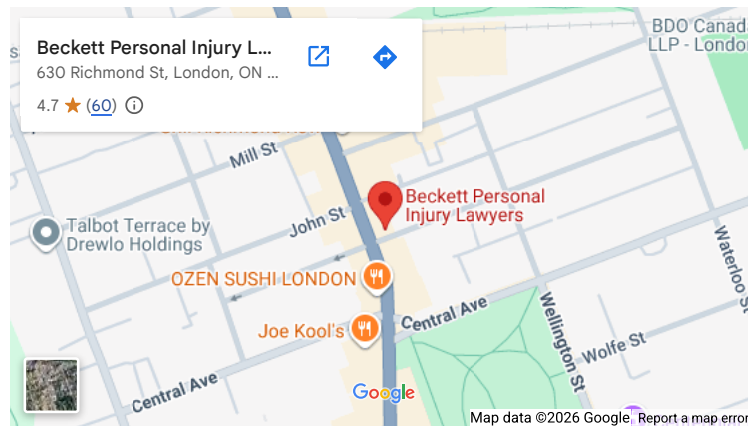 Beckett Personal Injury L...
630 Richmond St, London, ON ...
4.7 ★ (60)
BDO Canad
LLP - Londo
Mill St
John St
Beckett Personal
Injury Lawyers
Talbot Terrace by
Drewlo Holdings
OZEN SUSHI LONDON
Joe Kool's
Central Ave
Central Ave
Wellington St
Waterloo St
Wolfe St
Google
Map data ©2026 Google
Report a map error